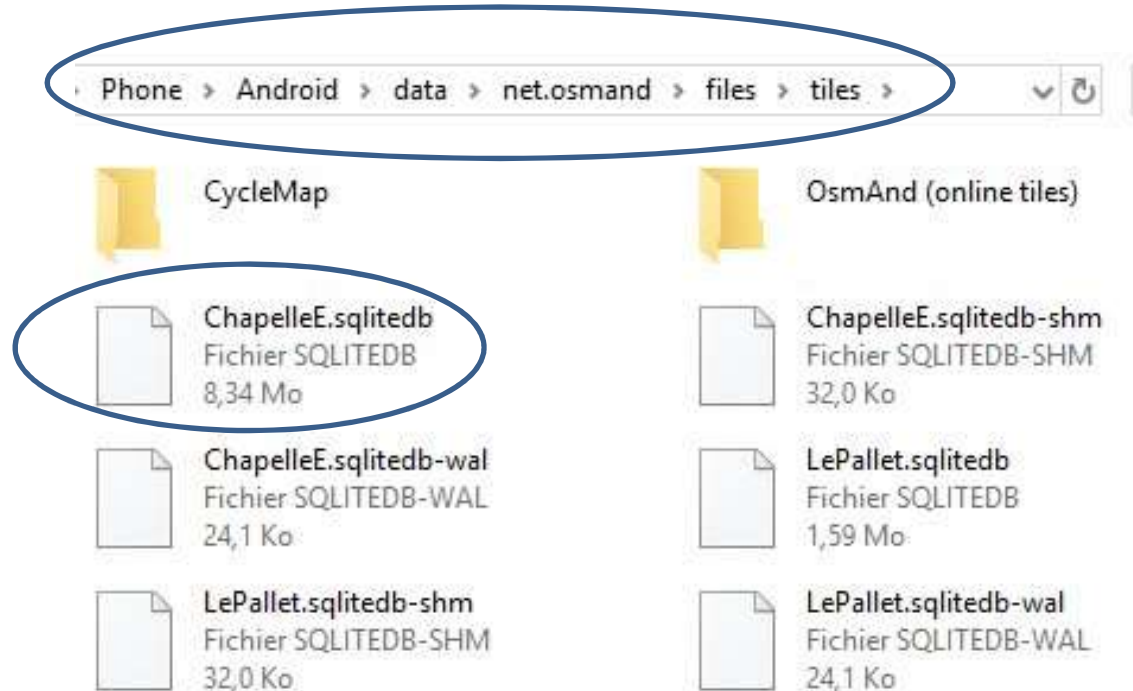 › Phone › Android › data › net.osmand › files › tiles ›
CycleMap
OsmAnd (online tiles)
ChapelleE.sqlitedb
Fichier SQLITEDB
8,34 Mo
ChapelleE.sqlitedb-shm
Fichier SQLITEDB-SHM
32,0 Ko
ChapelleE.sqlitedb-wal
Fichier SQLITEDB-WAL
24,1 Ko
LePallet.sqlitedb
Fichier SQLITEDB
1,59 Mo
LePallet.sqlitedb-shm
Fichier SQLITEDB-SHM
32,0 Ko
LePallet.sqlitedb-wal
Fichier SQLITEDB-WAL
24,1 Ko